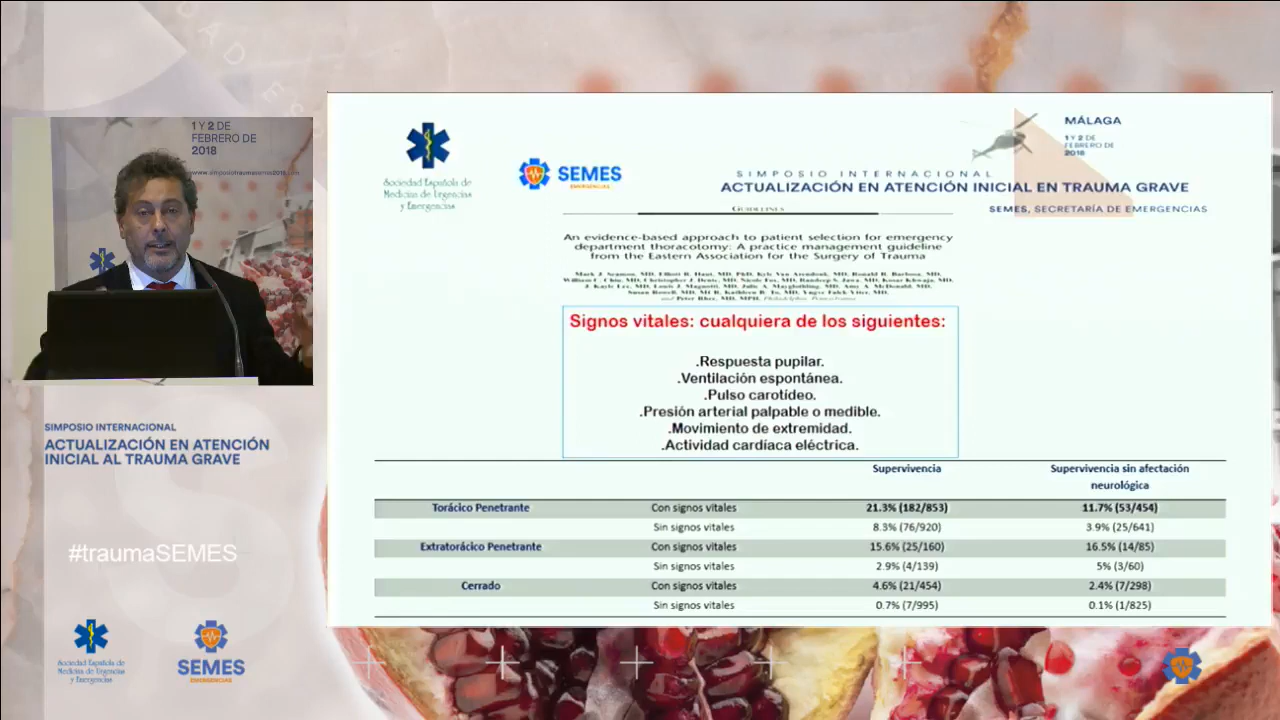 1 Y 2 DE
FEBRERO DE
2018
www.simposiotraumasemes2018.com
SIMPOSIO INTERNACIONAL
ACTUALIZACIÓN EN ATENCIÓN
INICIAL AL TRAUMA GRAVE
#traumaSEMES
Sociedad Española de
Medicina de Urgencias
y Emergencias
SEMES
EMERGENCIAS
Sociedad Española de
Medicina de Urgencias
y Emergencias
SEMES
EMERGENCIAS
MÁLAGA
1 Y 2 DE
FEBRERO DE
2018
SIMPOSIO INTERNACIONAL
ACTUALIZACIÓN EN ATENCIÓN INICIAL EN TRAUMA GRAVE
SEMES, SECRETARÍA DE EMERGENCIAS
GUIDELINES
An evidence-based approach to patient selection for emergency
department thoracotomy: A practice management guideline
from the Eastern Association for the Surgery of Trauma
Signos vitales: cualquiera de los siguientes:
.Respuesta pupilar.
.Ventilación espontánea.
.Pulso carotídeo.
.Presión arterial palpable o medible.
.Movimiento de extremidad.
.Actividad cardíaca eléctrica.
Supervivencia Supervivencia sin afectación
neurológica
Torácico Penetrante Con signos vitales 21.3% (182/853) 11.7% (53/454)
Sin signos vitales 8.3% (76/920) 3.9% (25/641)
Extratorácico Penetrante Con signos vitales 15.6% (25/160) 16.5% (14/85)
Sin signos vitales 2.9% (4/139) 5% (3/60)
Cerrado Con signos vitales 4.6% (21/454) 2.4% (7/298)
Sin signos vitales 0.7% (7/995) 0.1% (1/825)